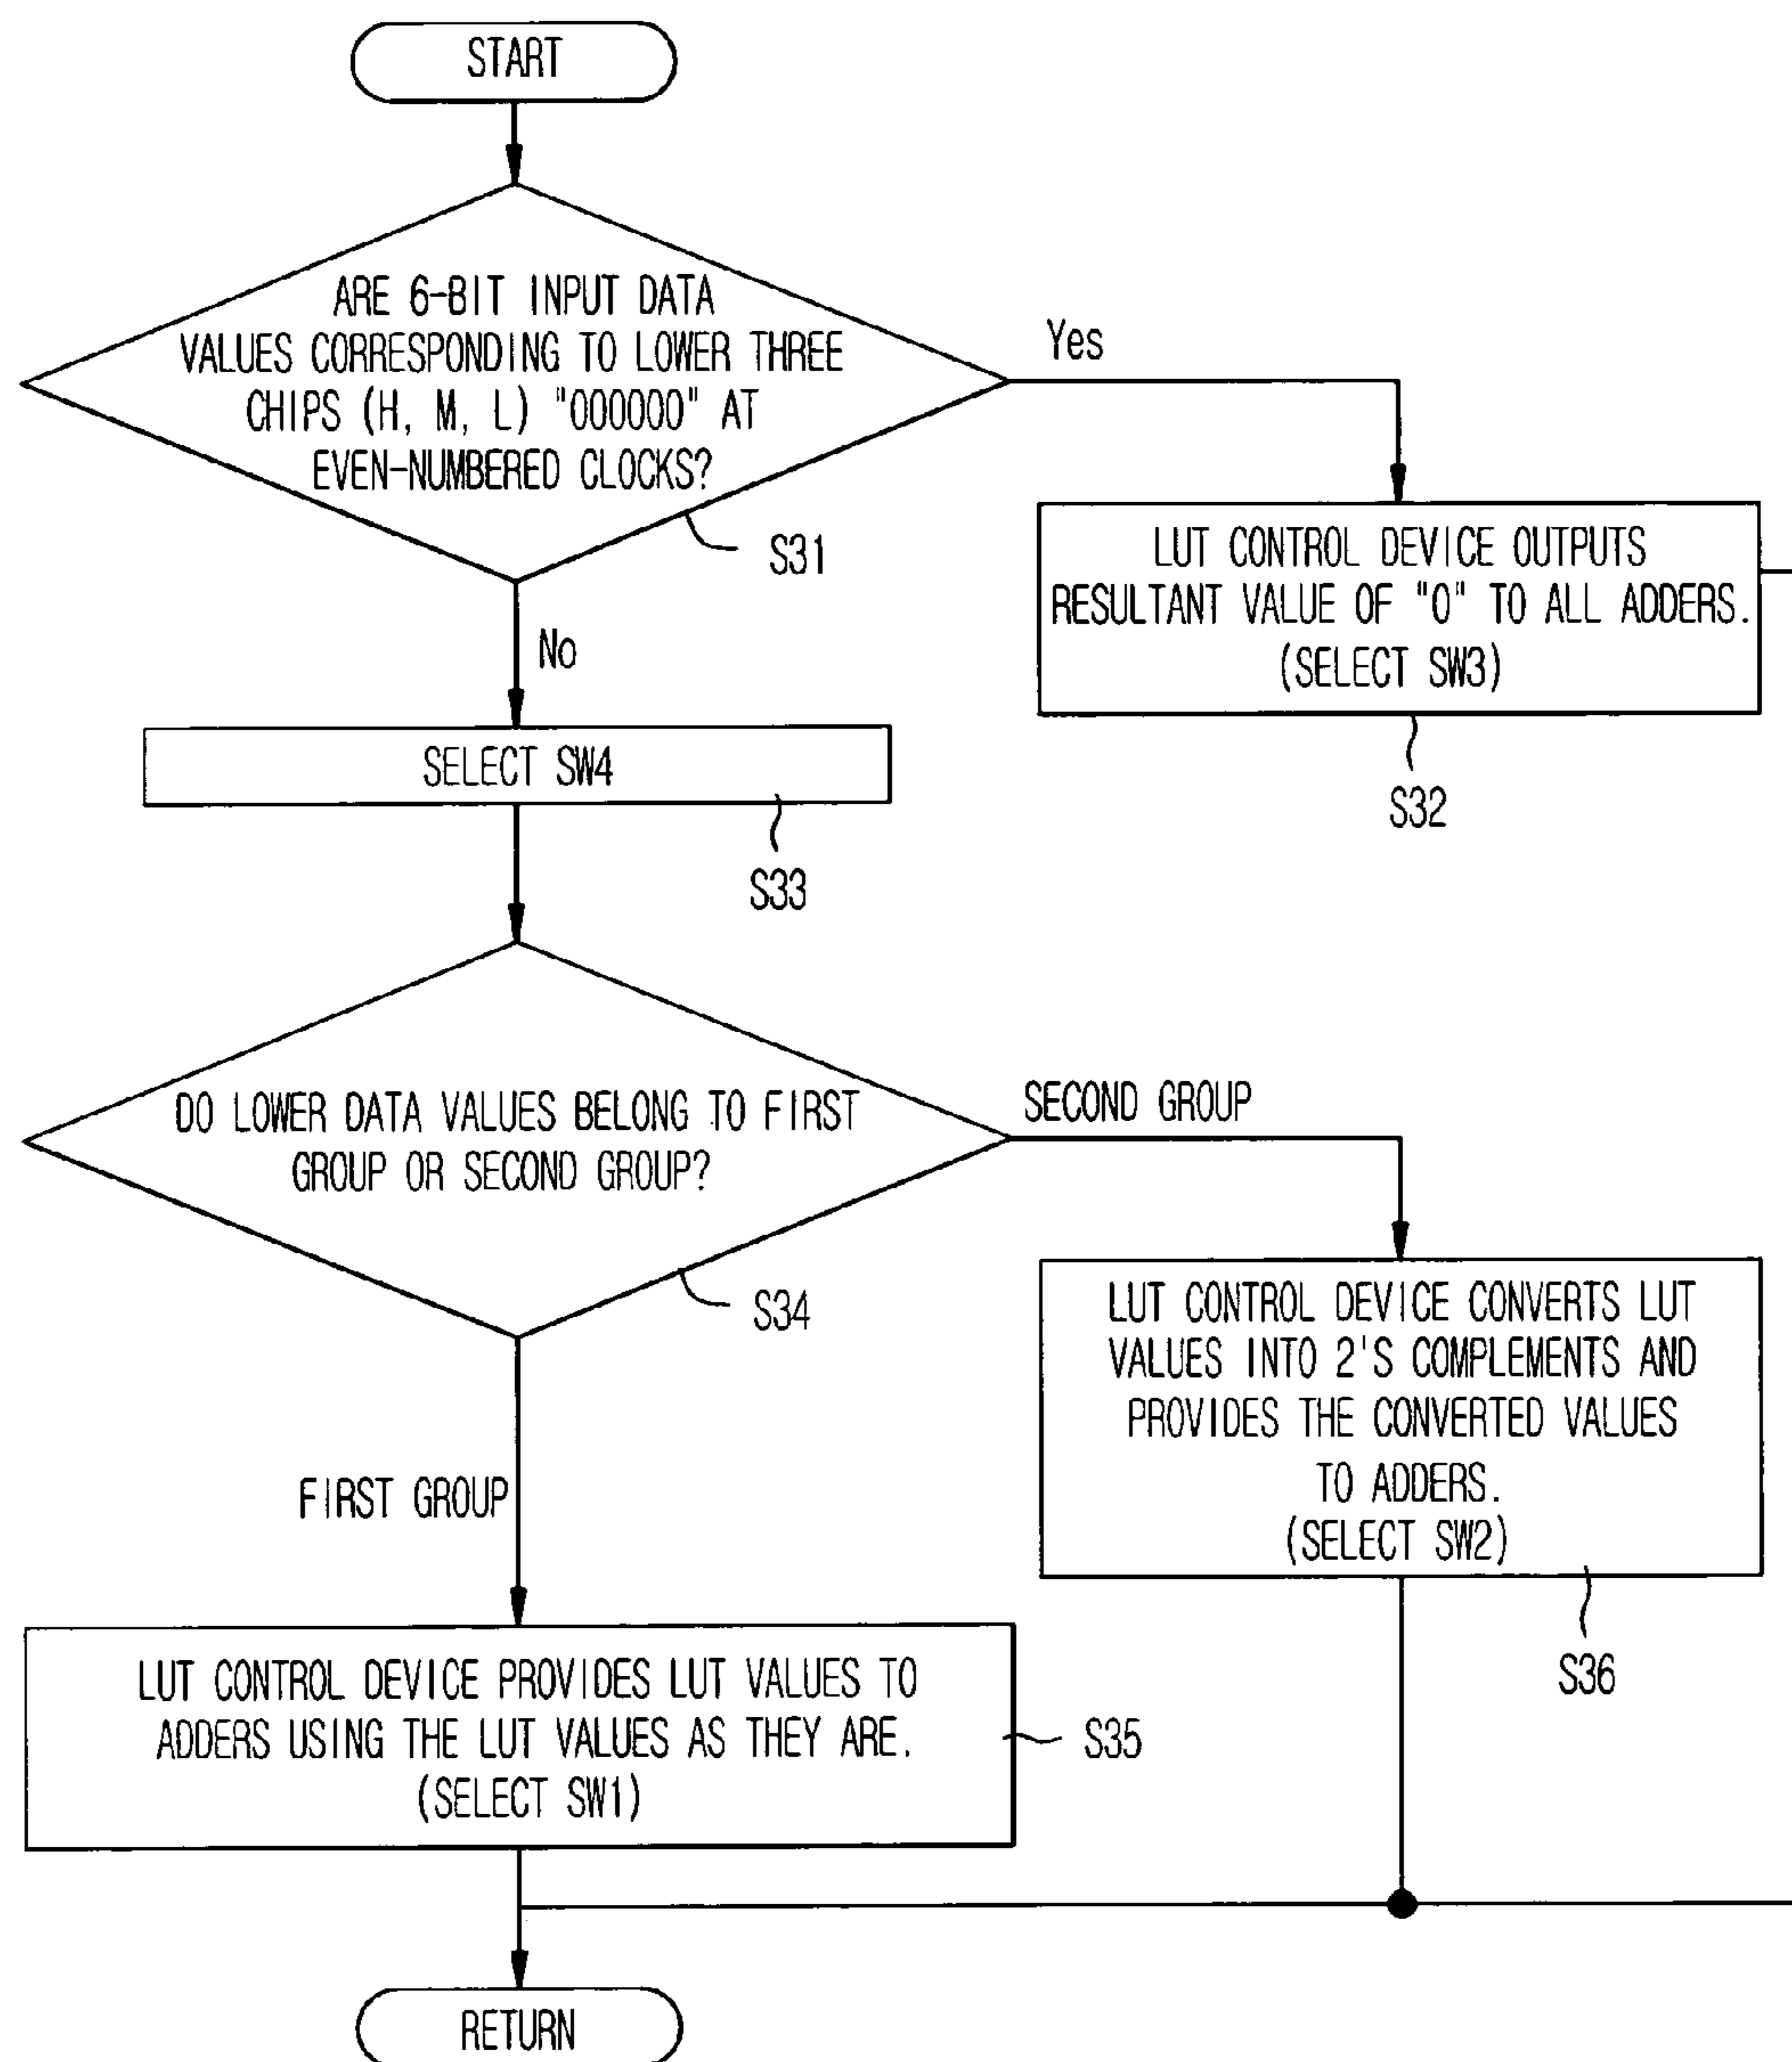 START
ARE 6-BIT INPUT DATA
VALUES CORRESPONDING TO LOWER THREE
CHIPS (H, M, L) "000000" AT
EVEN-NUMBERED CLOCKS?
Yes
S31
No
LUT CONTROL DEVICE OUTPUTS
RESULTANT VALUE OF "0" TO ALL ADDERS.
(SELECT SW3)
S32
SELECT SW4
S33
DO LOWER DATA VALUES BELONG TO FIRST
GROUP OR SECOND GROUP?
SECOND GROUP
S34
FIRST GROUP
LUT CONTROL DEVICE CONVERTS LUT
VALUES INTO 2'S COMPLEMENTS AND
PROVIDES THE CONVERTED VALUES
TO ADDERS.
(SELECT SW2)
S36
LUT CONTROL DEVICE PROVIDES LUT VALUES TO
ADDERS USING THE LUT VALUES AS THEY ARE.
(SELECT SW1)
S35
RETURN